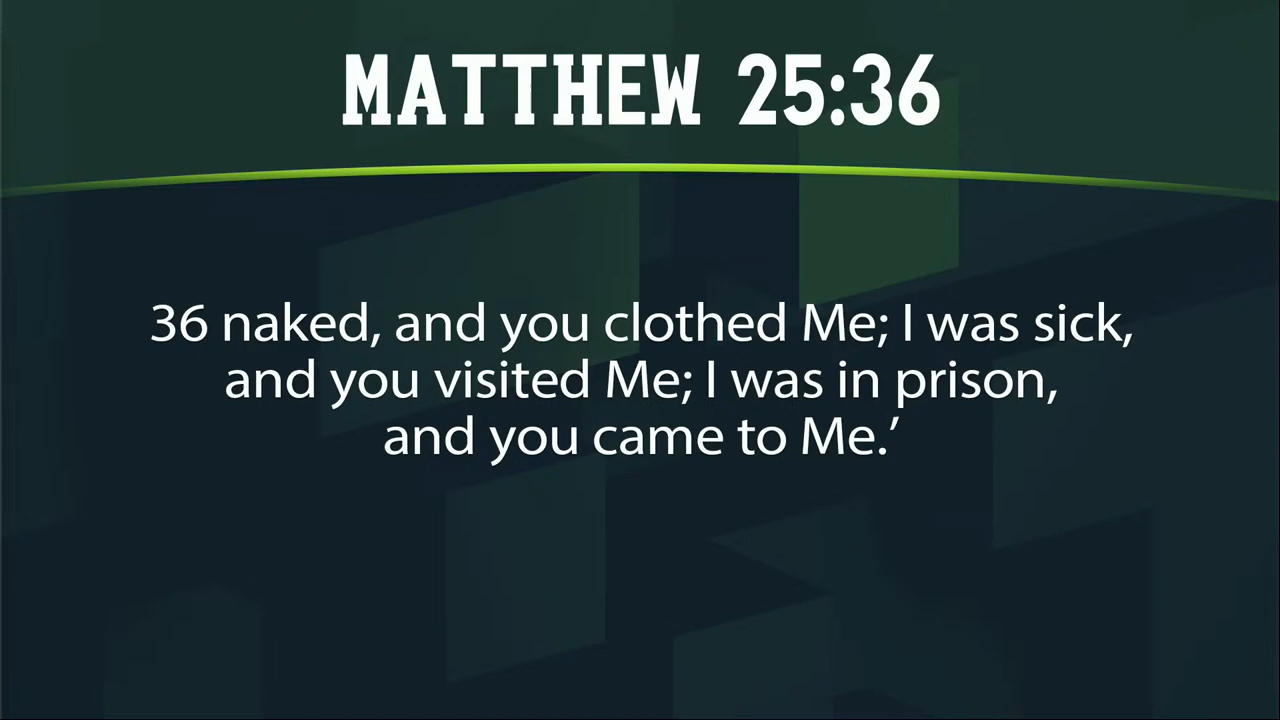 MATTHEW 25:36
36 naked, and you clothed Me; I was sick,
and you visited Me; I was in prison,
and you came to Me.’